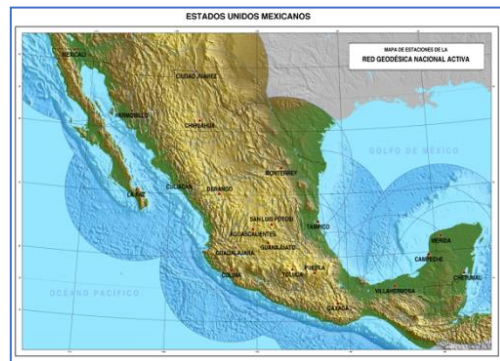 ESTADOS UNIDOS MEXICANOS
MAPA DE ESTACIONES DE LA
RED GEODÉSICA NACIONAL ACTIVA
MEXICALI
CIUDAD JUAREZ
HERMOSILLO
CHIHUAHUA
GOLFO DE MÉXICO
MONTERREY
LA PAZ
CULIACAN
DURANGO
SAN LUIS POTOSI
TAMPICO
AGUASCALIENTES
MERIDA
GUADALAJARA
GUANAJUATO
CAMPECHE
COLIMA
TOLUCA
PUEBLA
CHETUMAL
OCEANO PACÍFICO
VILLAHERMOSA
OAXACA